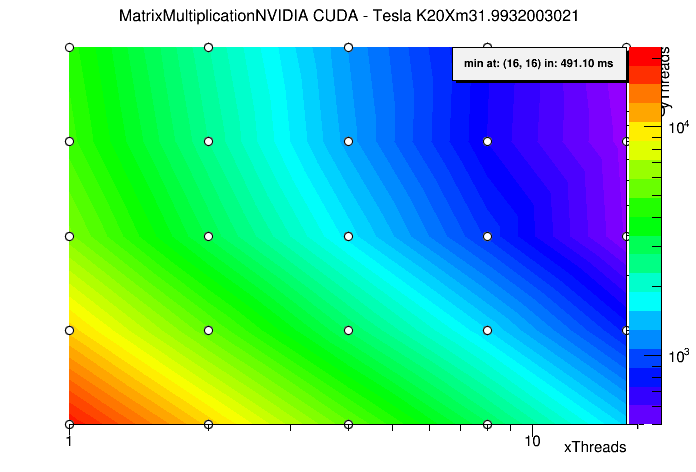 MatrixMultiplicationNVIDIA CUDA - Tesla K20Xm31.9932003021
min at: (16, 16) in: 491.10 ms
yThreads
10⁴
10³
1
10
xThreads